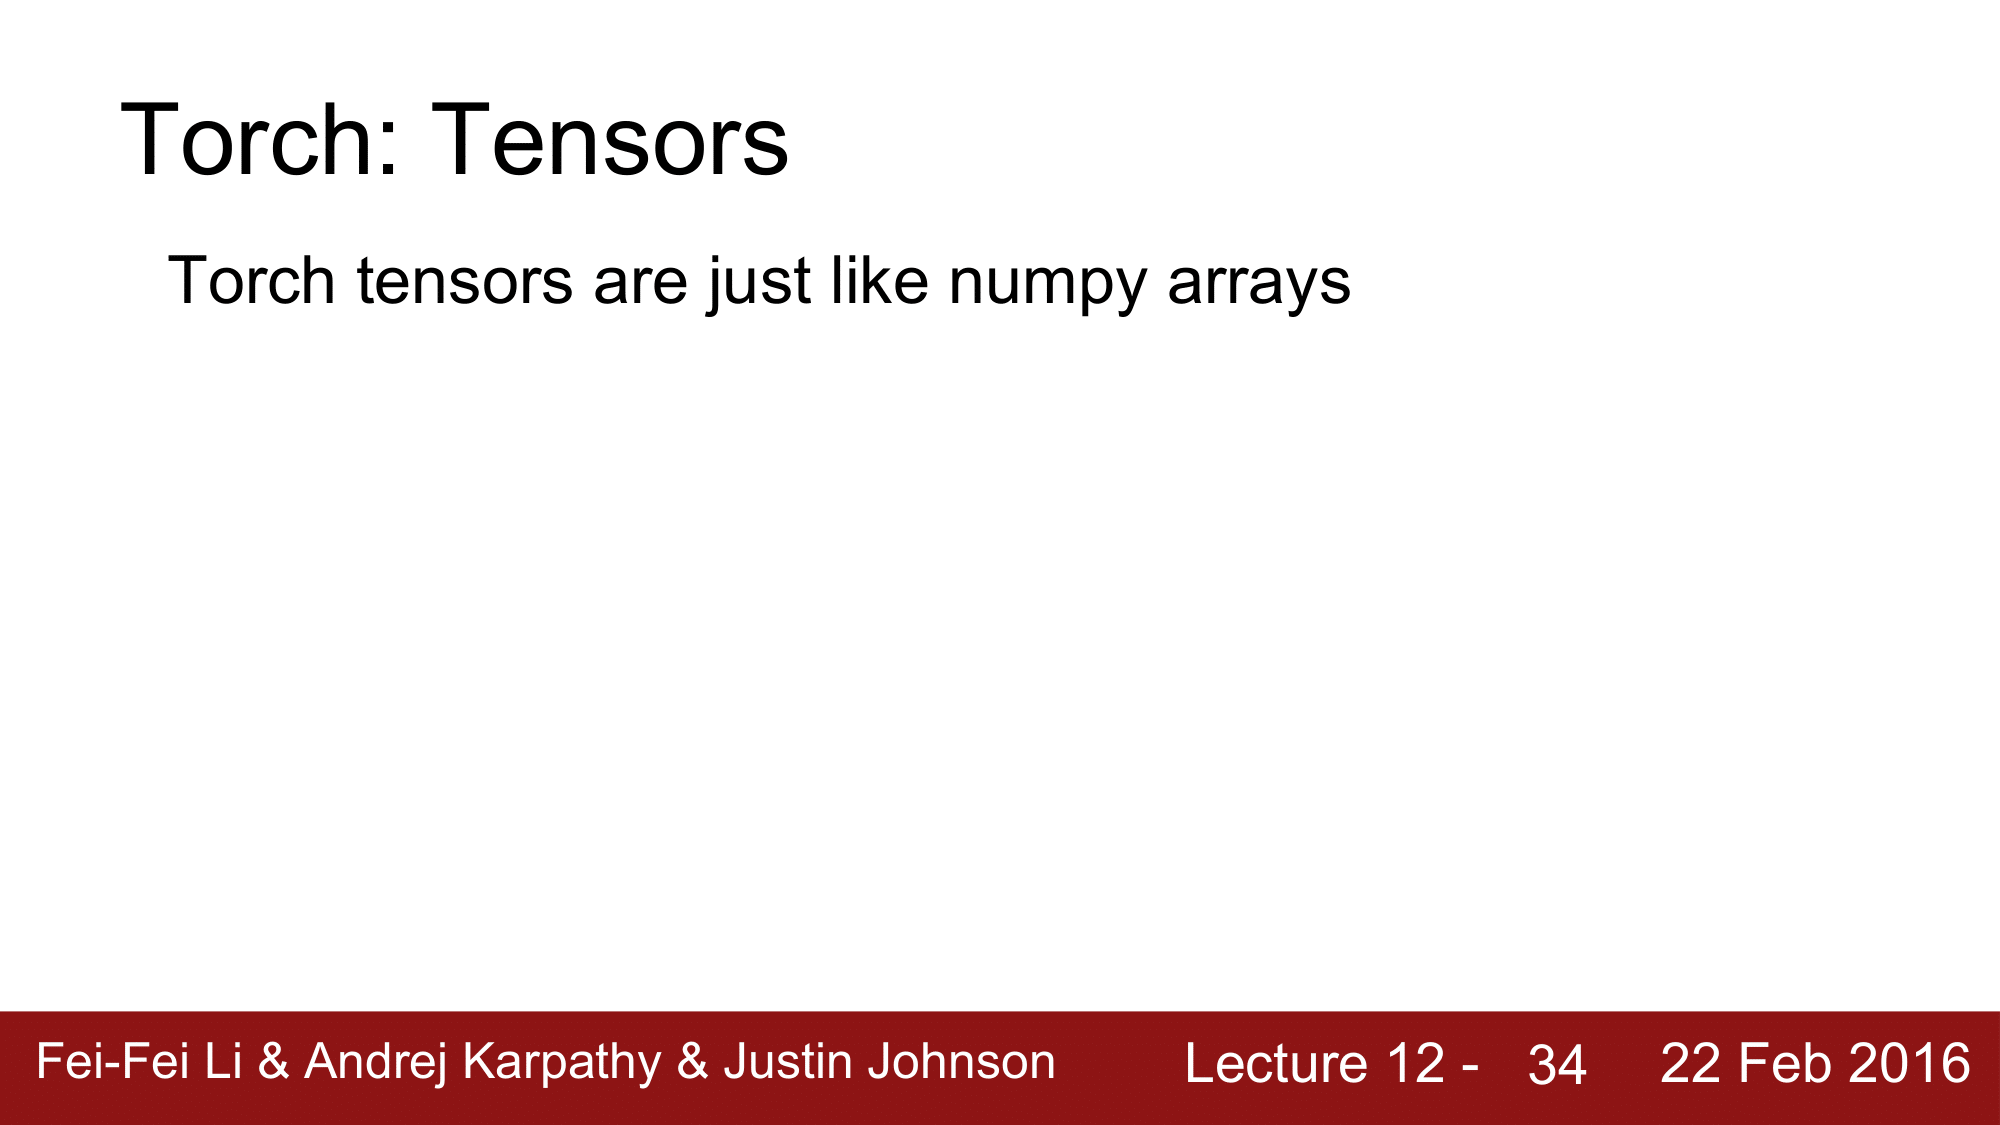 Torch: Tensors
Torch tensors are just like numpy arrays
Fei-Fei Li & Andrej Karpathy & Justin Johnson Lecture 12 - 34 22 Feb 2016